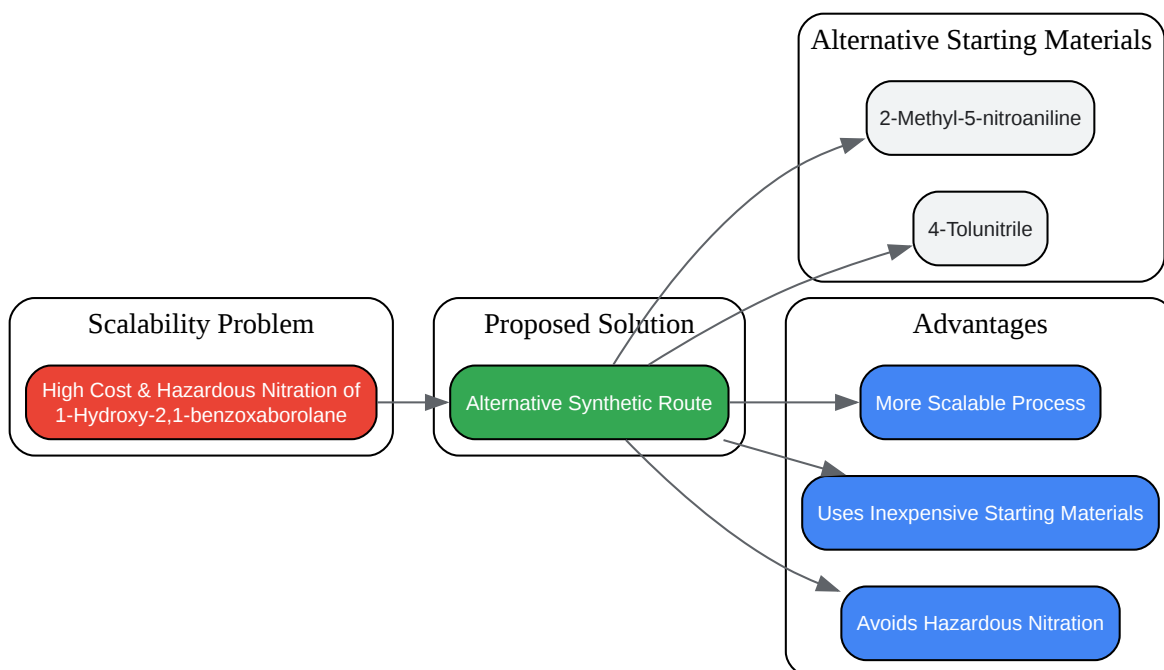 Alternative Starting Materials
2-Methyl-5-nitroaniline
4-Tolunitrile
Scalability Problem
High Cost & Hazardous Nitration of
1-Hydroxy-2,1-benzoxaborolane
Proposed Solution
Alternative Synthetic Route
Advantages
More Scalable Process
Uses Inexpensive Starting Materials
Avoids Hazardous Nitration